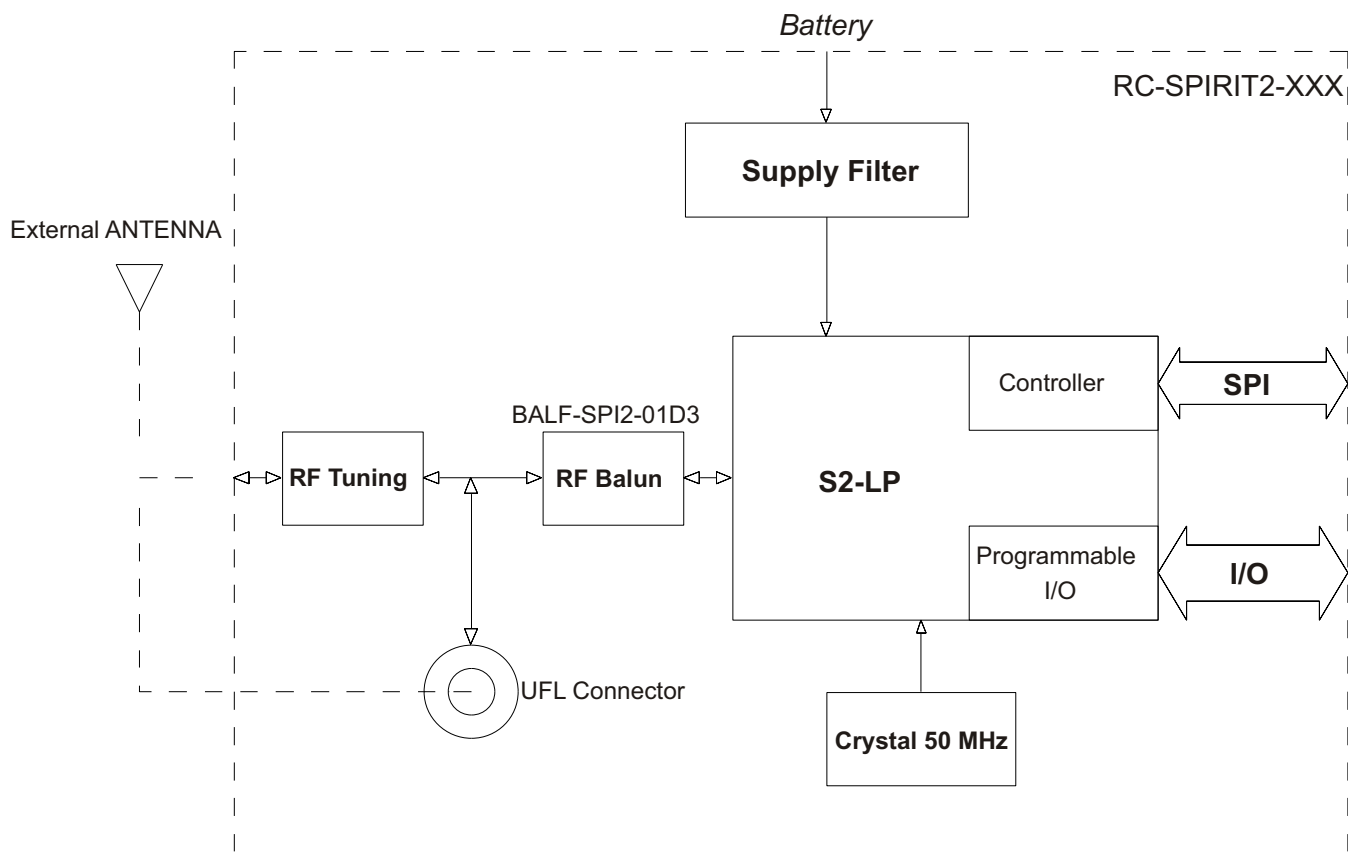 Battery
RC-SPIRIT2-XXX
Supply Filter
External ANTENNA
Controller
SPI
BALF-SPI2-01D3
RF Tuning
RF Balun
S2-LP
Programmable
I/O
I/O
UFL Connector
Crystal 50 MHz